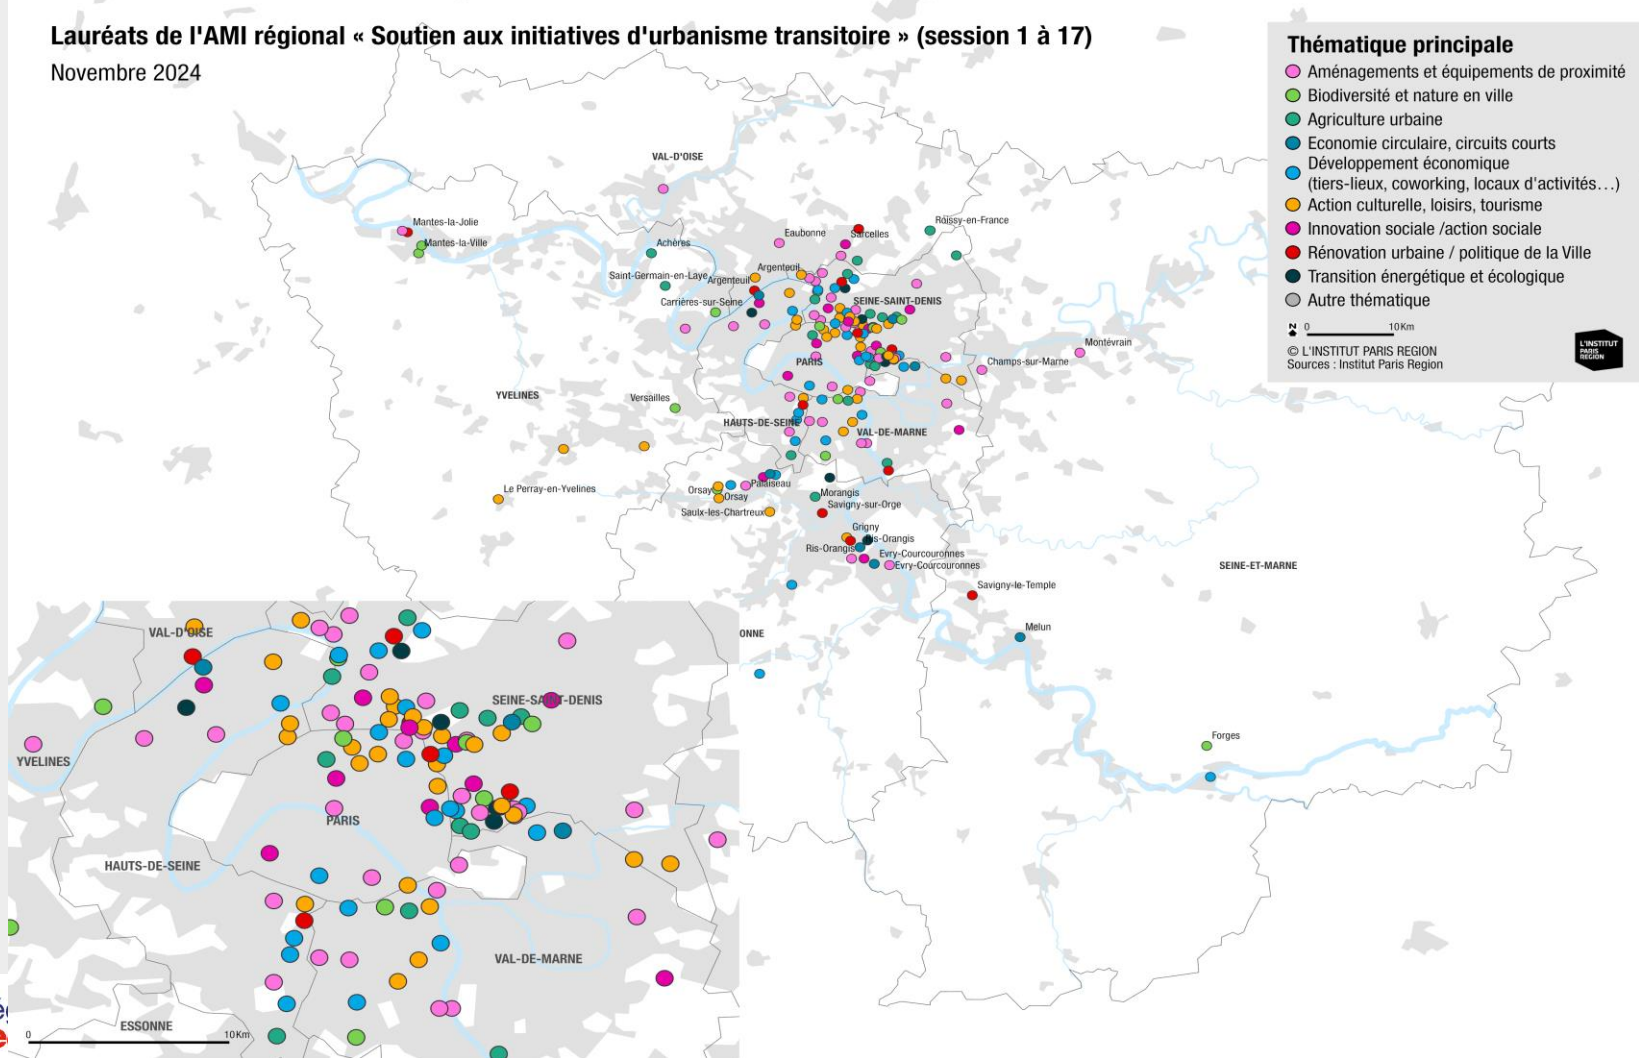 Lauréats de l'AMI régional « Soutien aux initiatives d'urbanisme transitoire » (session 1 à 17)
Novembre 2024
Thématique principale
Aménagements et équipements de proximité
Biodiversité et nature en ville
Agriculture urbaine
Economie circulaire, circuits courts
Développement économique
(tiers-lieux, coworking, locaux d'activités...)
Action culturelle, loisirs, tourisme
Innovation sociale /action sociale
Rénovation urbaine / politique de la Ville
Transition énergétique et écologique
Autre thématique
N 0 10 Km
© L'INSTITUT PARIS REGION
Sources : Institut Paris Region
L'INSTITUT
PARIS
REGION
VAL-D'OISE
Mantes-la-Jolie
Mantes-la-Ville
Roissy-en-France
Eaubonne
Sarcelles
Achères
Argenteuil
Saint-Germain-en-Laye
Argenteuil
Carrières-sur-Seine
SEINE-SAINT-DENIS
Montévrain
PARIS
Champs-sur-Marne
YVELINES
Versailles
HAUTS-DE-SEINE
VAL-DE-MARNE
Le Perray-en-Yvelines
Orsay
Palaiseau
Orsay
Morangis
Savigny-sur-Orge
Saulx-les-Chartreux
Grigny
Ris-Orangis
Ris-Orangis
Evry-Courcouronnes
Evry-Courcouronnes
SEINE-ET-MARNE
Savigny-le-Temple
Melun
ONNE
Forges
VAL-D'OISE
SEINE-SAINT-DENIS
YVELINES
PARIS
HAUTS-DE-SEINE
VAL-DE-MARNE
ESSONNE
0 10 Km